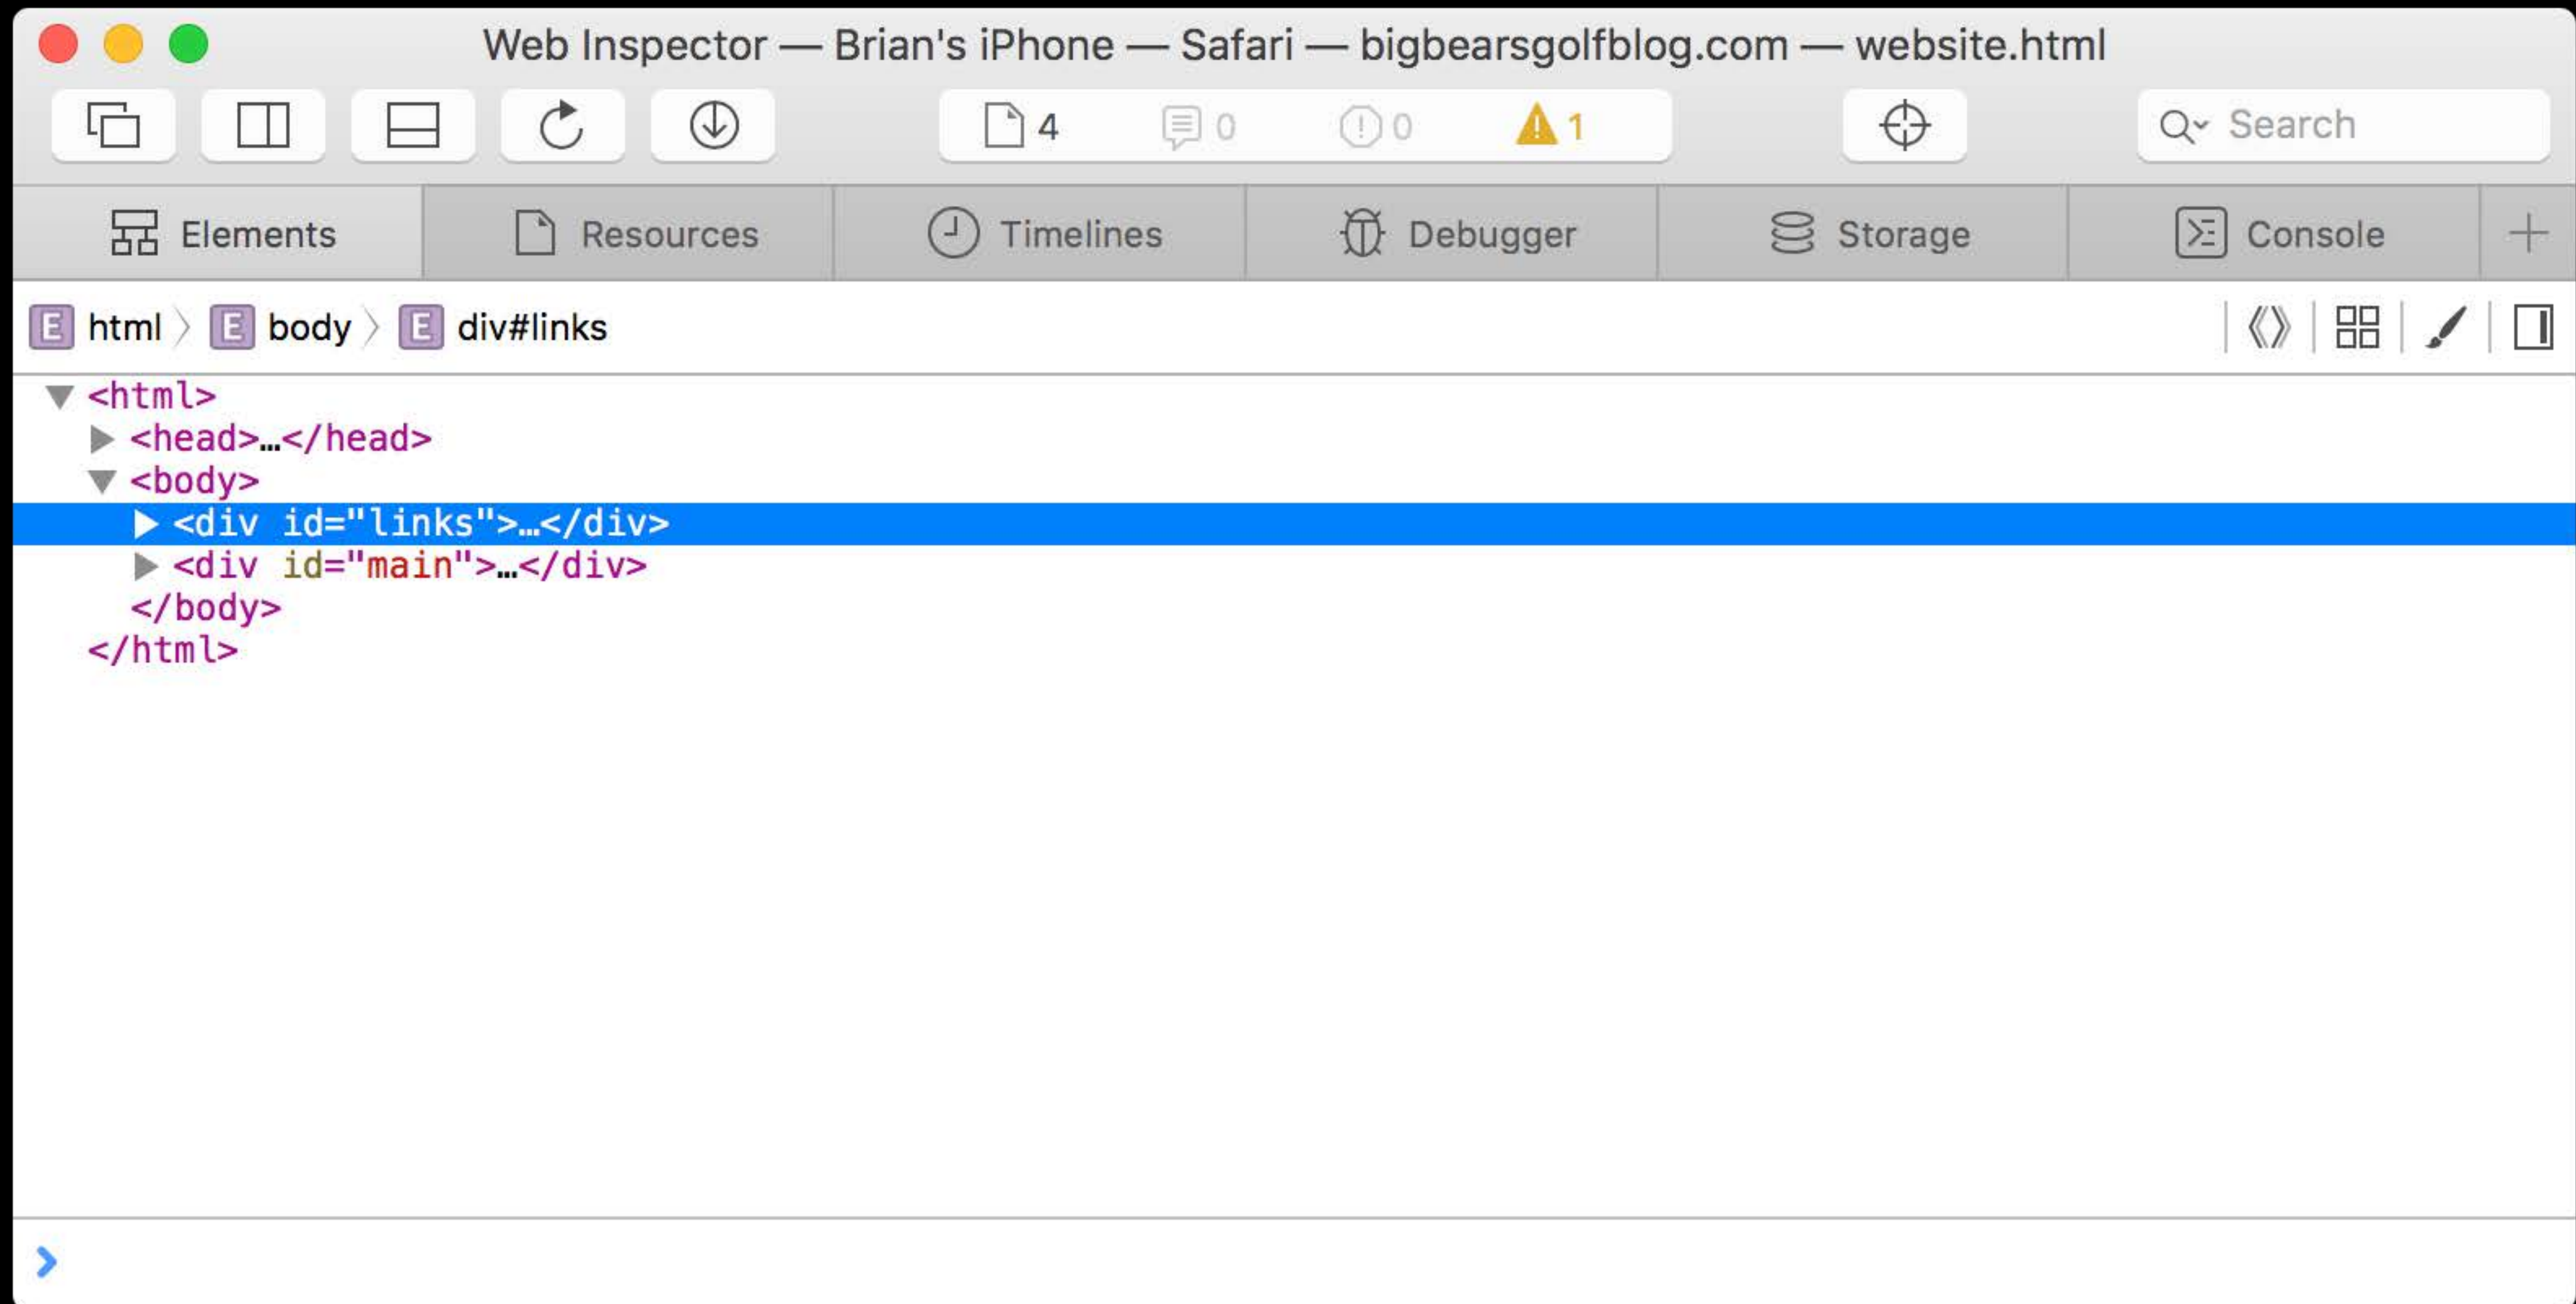 Web Inspector — Brian's iPhone — Safari — bigbearsgolfblog.com — website.html
4 0 0 1 Search
Elements Resources Timelines Debugger Storage Console
E html E body E div#links
<html>
<head>…</head>
<body>
<div id="links">…</div>
<div id="main">…</div>
</body>
</html>